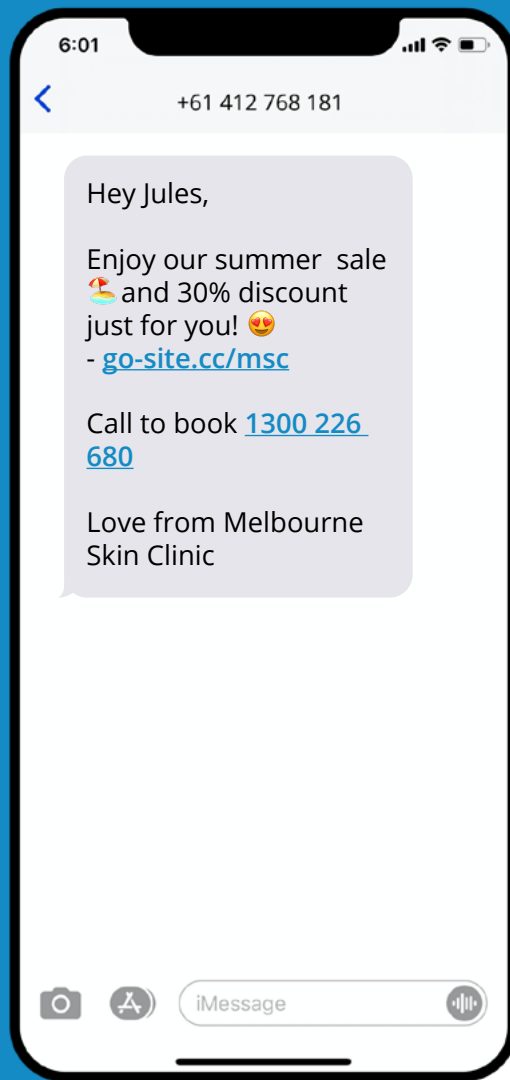 6:01
+61 412 768 181
Hey Jules,
Enjoy our summer  sale
🏖️ and 30% discount
just for you! 😍
- go-site.cc/msc
Call to book 1300 226
680
Love from Melbourne
Skin Clinic
iMessage